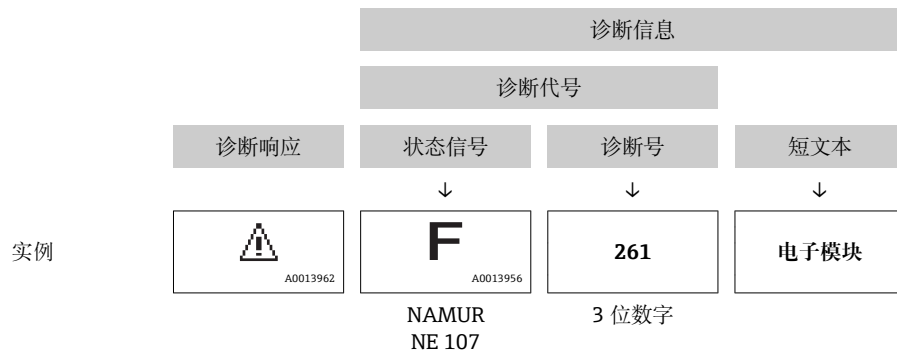 诊断信息
诊断代号
诊断响应 状态信号 诊断号 短文本
↓ ↓ ↓
实例 F 261 电子模块
A0013962 A0013956
NAMUR 3 位数字
NE 107